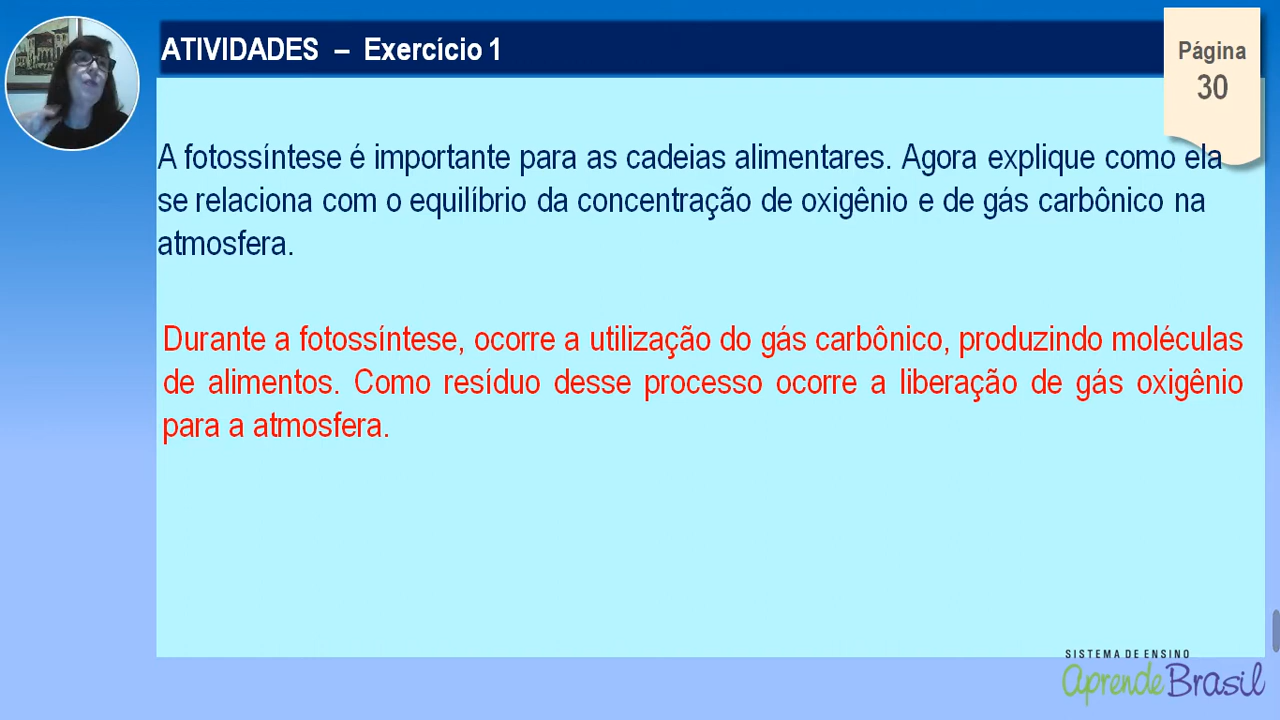 ATIVIDADES – Exercício 1
Página
30
A fotossíntese é importante para as cadeias alimentares. Agora explique como ela
se relaciona com o equilíbrio da concentração de oxigênio e de gás carbônico na
atmosfera.
Durante a fotossíntese, ocorre a utilização do gás carbônico, produzindo moléculas
de alimentos. Como resíduo desse processo ocorre a liberação de gás oxigênio
para a atmosfera.
SISTEMA DE ENSINO
aprende Brasil